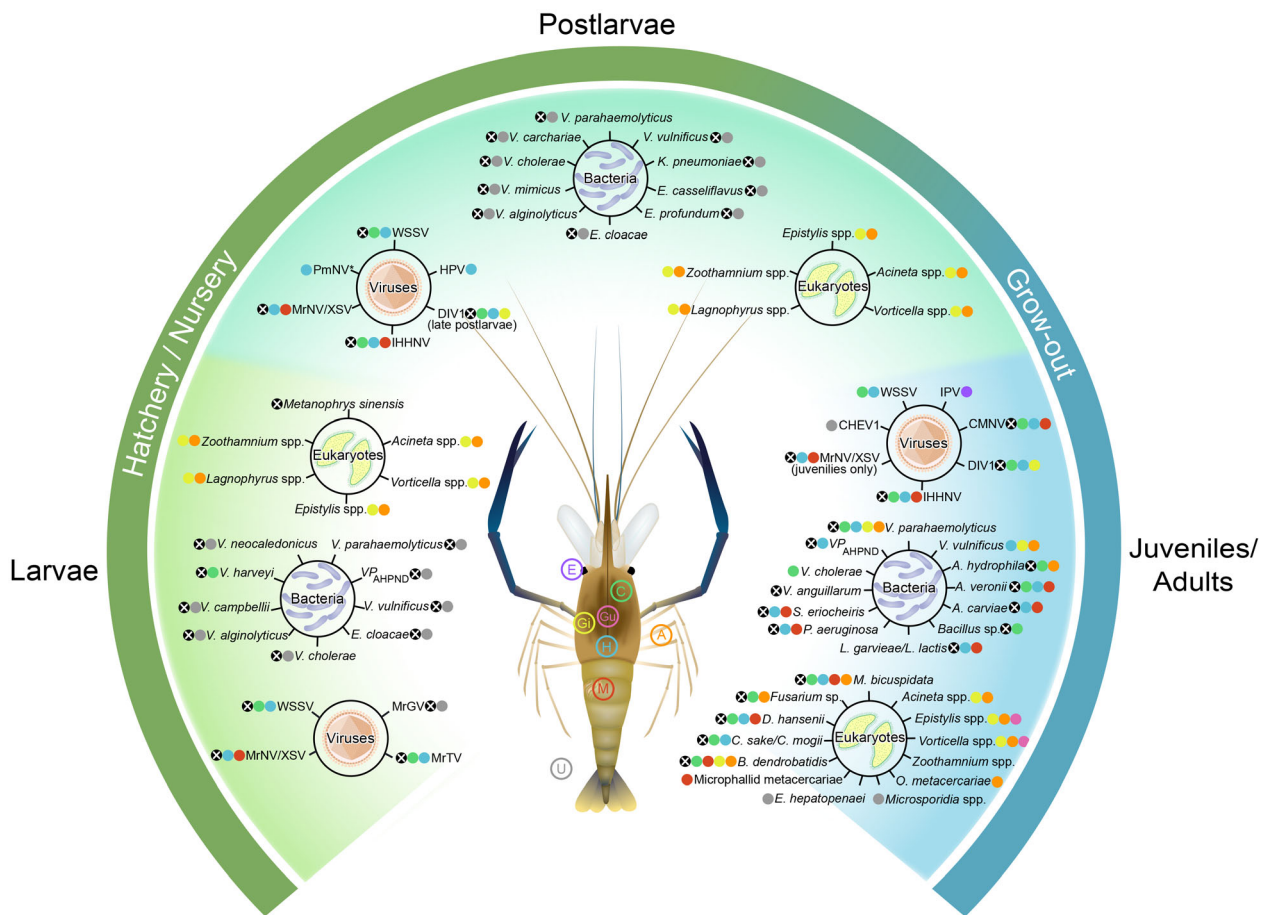 Postlarvae
Hatchery / Nursery
Grow-out
Larvae
Juveniles/
Adults
V. parahaemolyticus
V. carchariae
V. vulnificus
V. cholerae
K. pneumoniae
Bacteria
V. mimicus
E. casseliflavus
V. alginolyticus
E. profundum
E. cloacae
WSSV
PmNV*
HPV
Viruses
MrNV/XSV
DIV1
(late postlarvae)
IHHNV
Epistylis spp.
Zoothamnium spp.
Acineta spp.
Eukaryotes
Lagnophyrus spp.
Vorticella spp.
Metanophrys sinensis
Zoothamnium spp.
Acineta spp.
Eukaryotes
Lagnophyrus spp.
Vorticella spp.
Epistylis spp.
V. neocaledonicus
V. parahaemolyticus
V. harveyi
VP AHPND
Bacteria
V. campbellii
V. vulnificus
V. alginolyticus
E. cloacae
V. cholerae
WSSV
MrGV
Viruses
MrNV/XSV
MrTV
E
C
Gu
Gi
A
H
M
U
WSSV
IPV
CHEV1
CMNV
Viruses
MrNV/XSV
(juvenilies only)
DIV1
IHHNV
V. parahaemolyticus
VP AHPND
V. vulnificus
V. cholerae
A. hydrophila
Bacteria
V. anguillarum
A. veronii
S. eriocheiris
A. carviae
P. aeruginosa
Bacillus sp.
L. garvieae/L. lactis
M. bicuspidata
Fusarium sp.
Acineta spp.
D. hansenii
Epistylis spp.
C. sake/C. mogii
Eukaryotes
Vorticella spp.
B. dendrobatidis
Zoothamnium spp.
Microphallid metacercariae
O. metacercariae
E. hepatopenaei
Microsporidia spp.